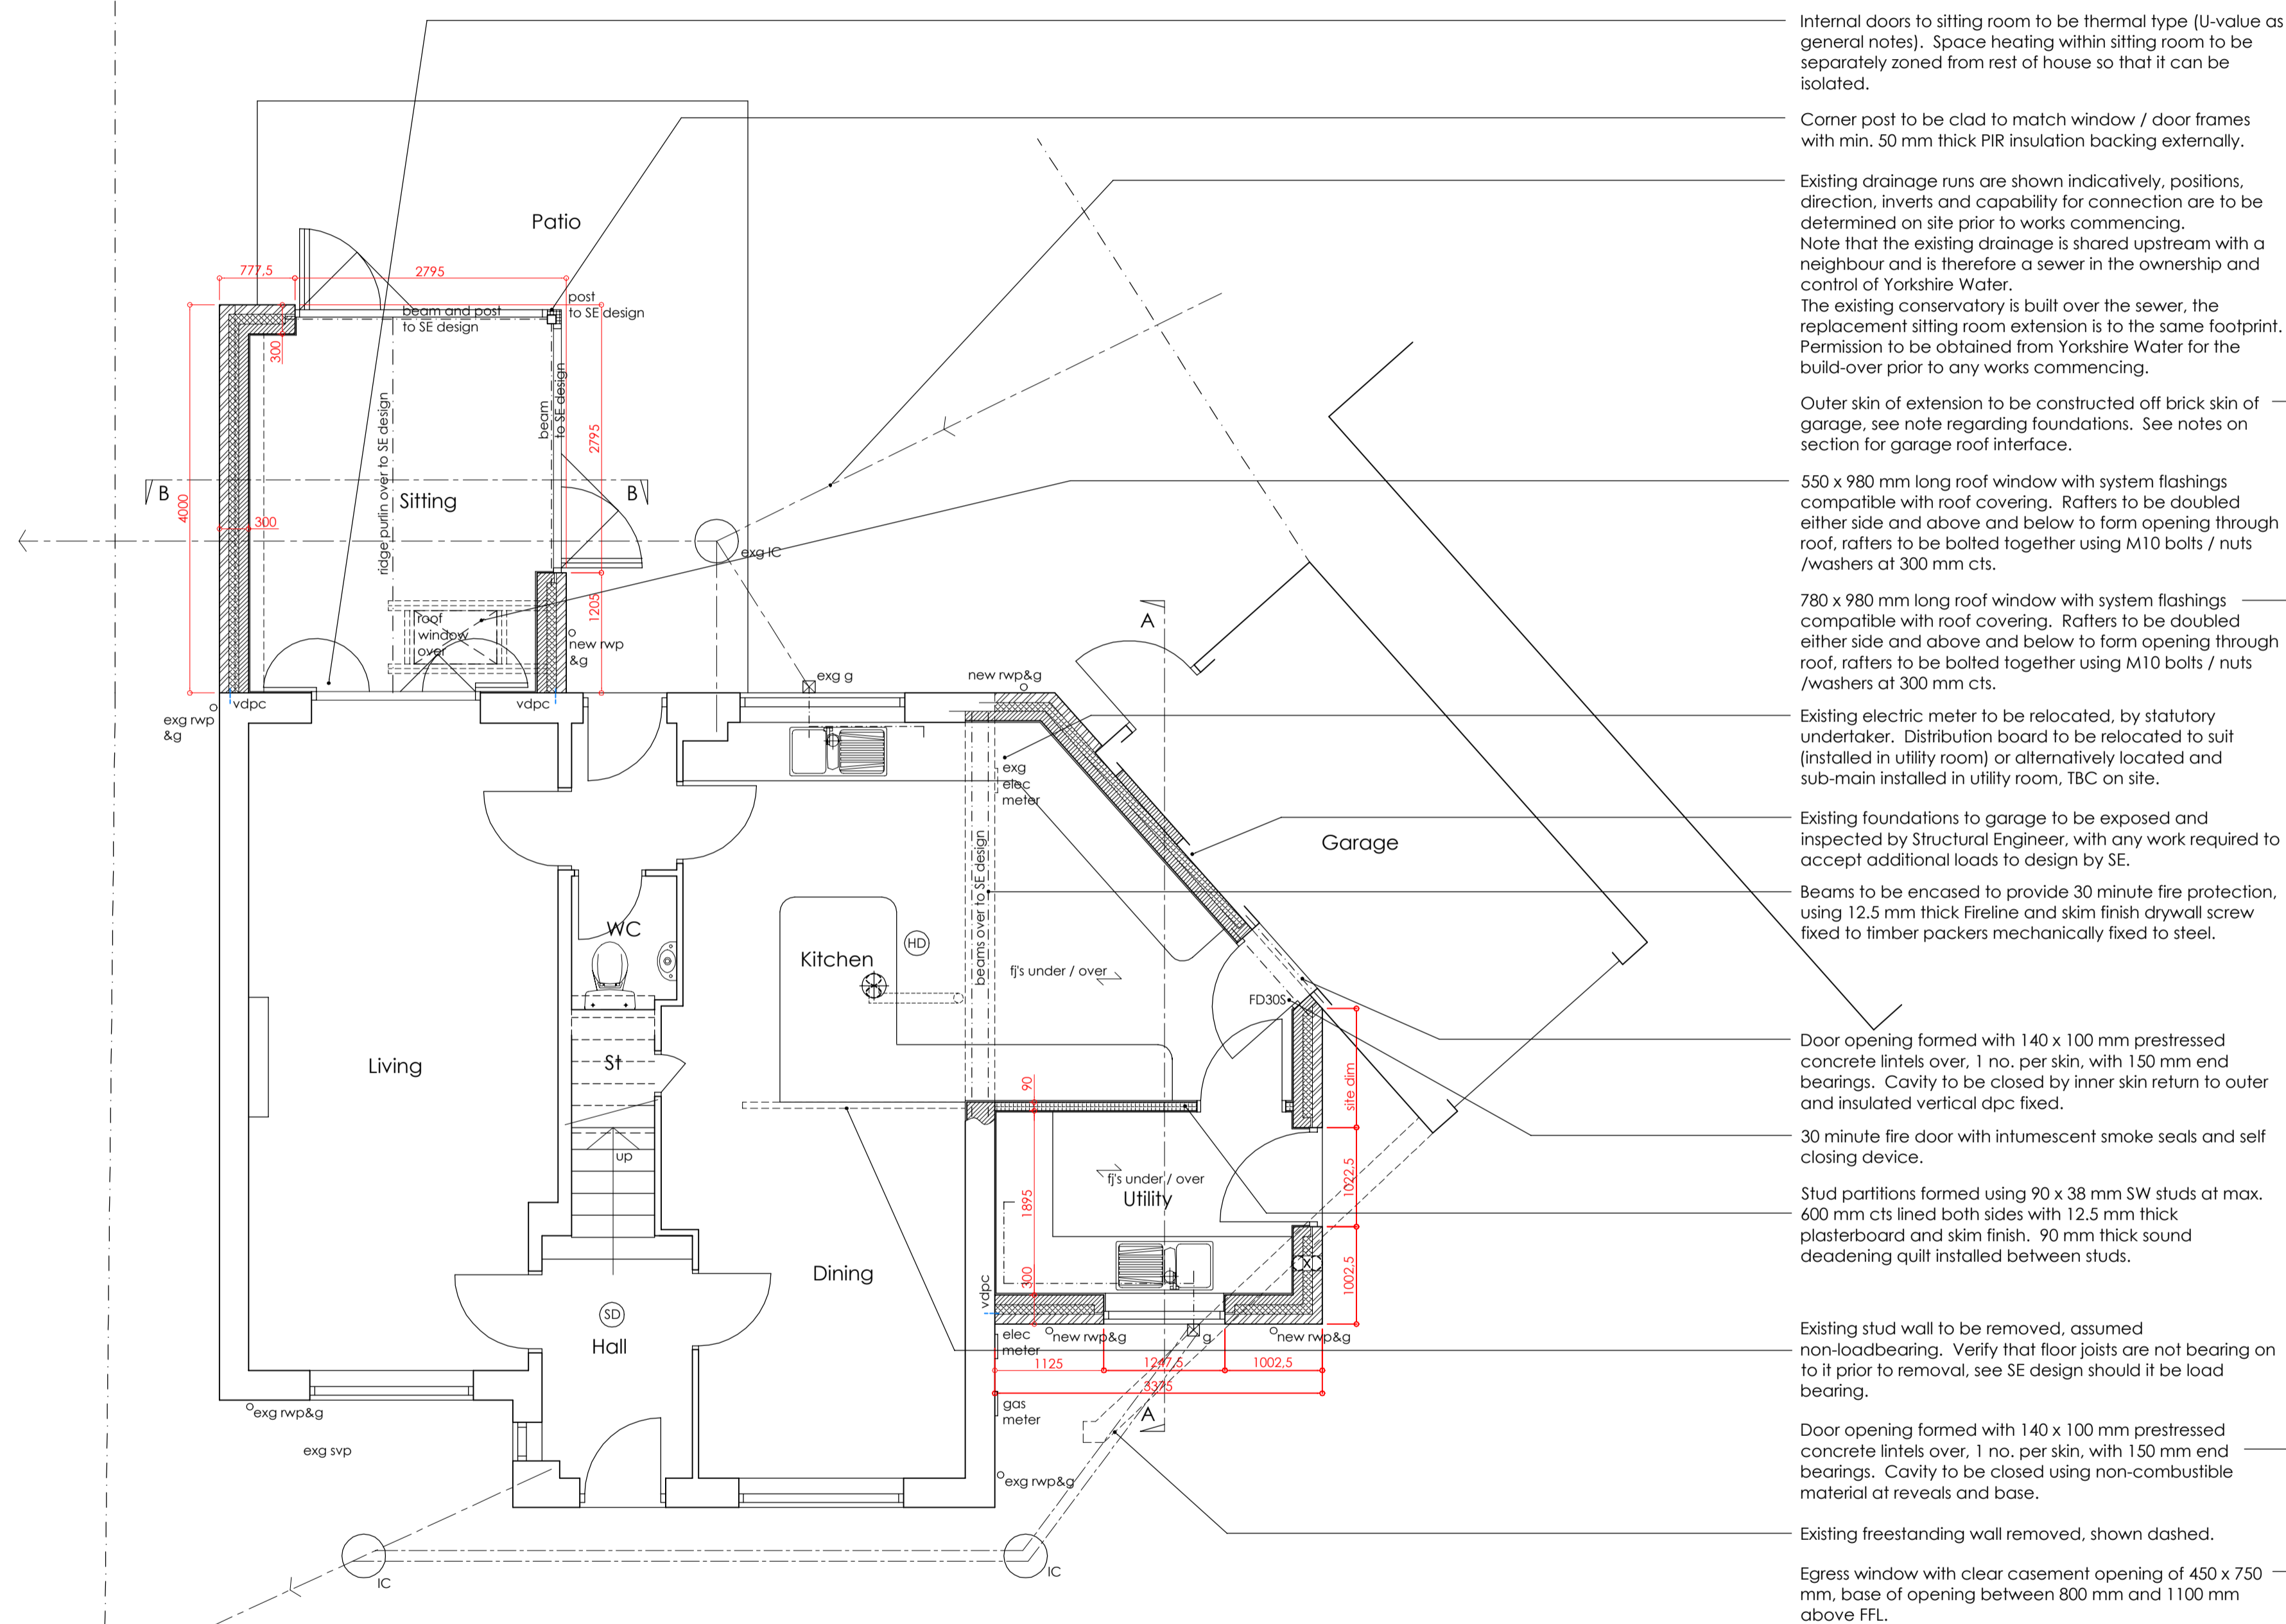 Internal doors to sitting room to be thermal type (U-value as
general notes).  Space heating within sitting room to be
separately zoned from rest of house so that it can be
isolated.
Corner post to be clad to match window / door frames
with min. 50 mm thick PIR insulation backing externally.
Existing drainage runs are shown indicatively, positions,
direction, inverts and capability for connection are to be
determined on site prior to works commencing.
Note that the existing drainage is shared upstream with a
neighbour and is therefore a sewer in the ownership and
control of Yorkshire Water.
The existing conservatory is built over the sewer, the
replacement sitting room extension is to the same footprint.
Permission to be obtained from Yorkshire Water for the
build-over prior to any works commencing.
Outer skin of extension to be constructed off brick skin of
garage, see note regarding foundations.  See notes on
section for garage roof interface.
550 x 980 mm long roof window with system flashings
compatible with roof covering.  Rafters to be doubled
either side and above and below to form opening through
roof, rafters to be bolted together using M10 bolts / nuts
/washers at 300 mm cts.
780 x 980 mm long roof window with system flashings
compatible with roof covering.  Rafters to be doubled
either side and above and below to form opening through
roof, rafters to be bolted together using M10 bolts / nuts
/washers at 300 mm cts.
Existing electric meter to be relocated, by statutory
undertaker.  Distribution board to be relocated to suit
(installed in utility room) or alternatively located and
sub-main installed in utility room, TBC on site.
Existing foundations to garage to be exposed and
inspected by Structural Engineer, with any work required to
accept additional loads to design by SE.
Beams to be encased to provide 30 minute fire protection,
using 12.5 mm thick Fireline and skim finish drywall screw
fixed to timber packers mechanically fixed to steel.
Door opening formed with 140 x 100 mm prestressed
concrete lintels over, 1 no. per skin, with 150 mm end
bearings.  Cavity to be closed by inner skin return to outer
and insulated vertical dpc fixed.
30 minute fire door with intumescent smoke seals and self
closing device.
Stud partitions formed using 90 x 38 mm SW studs at max.
600 mm cts lined both sides with 12.5 mm thick
plasterboard and skim finish.  90 mm thick sound
deadening quilt installed between studs.
Existing stud wall to be removed, assumed
non-loadbearing.  Verify that floor joists are not bearing on
to it prior to removal, see SE design should it be load
bearing.
Door opening formed with 140 x 100 mm prestressed
concrete lintels over, 1 no. per skin, with 150 mm end
bearings.  Cavity to be closed using non-combustible
material at reveals and base.
Existing freestanding wall removed, shown dashed.
Egress window with clear casement opening of 450 x 750
mm, base of opening between 800 mm and 1100 mm
above FFL.
Patio
777,5
2795
post
to SE design
beam and post
to SE design
300
beam
to SE design
2795
ridge purlin over to SE design
B
B
Sitting
4000
300
exg IC
1205
roof
window
over
new rwp
&g
A
exg g
new rwp&g
vdpc
vdpc
exg rwp
&g
exg
elec
meter
Garage
beams over to SE design
WC
HD
Kitchen
fj's under / over
FD30S
Living
St
90
site dim
up
fj's under / over
Utility
1895
1022,5
Dining
300
1002,5
vdpc
SD
Hall
elec
meter
new rwp&g
g
new rwp&g
1125
1247,5
1002,5
3375
gas
meter
A
exg rwp&g
exg svp
exg rwp&g
IC
IC